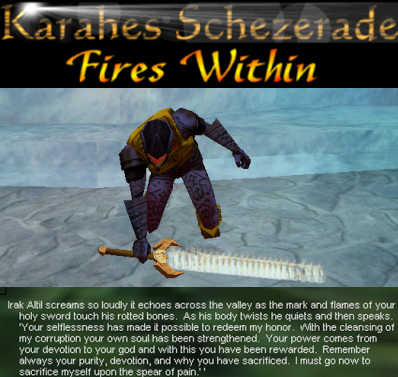 Karahes Schezerade
Fires Within
Irak Altil screams so loudly it echoes across the valley as the mark and flames of your
holy sword touch his rotted bones.  As his body twists he quiets and then speaks.
'Your selflessness has made it possible to redeem my honor.  With the cleansing of
my corruption your own soul has been strengthened.  Your power comes from
your devotion to your god and with this you have been rewarded.  Remember
always your purity, devotion, and why you have sacrificed.  I must go now to
sacrifice myself upon the spear of pain.' '